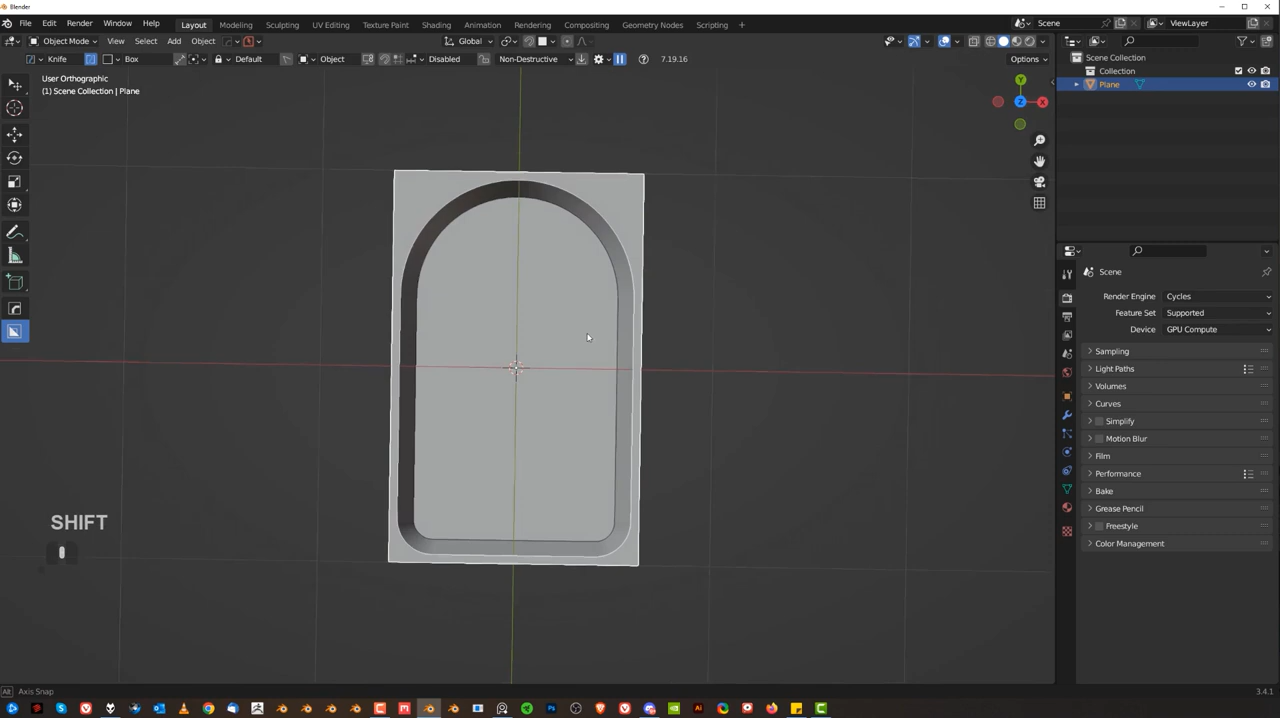 Blender
File Edit Render Window Help Layout Modeling Sculpting UV Editing Texture Paint Shading Animation Rendering Compositing Geometry Nodes Scripting + Scene ViewLayer
Object Mode View Select Add Object Global
Knife Box Default Object Disabled Non-Destructive 7.19.16 Options
User Orthographic
(1) Scene Collection | Plane
Y
Z
X
SHIFT
Scene Collection
Collection
Plane
Scene
Render Engine Cycles
Feature Set Supported
Device GPU Compute
Sampling
Light Paths
Volumes
Curves
Simplify
Motion Blur
Film
Performance
Bake
Grease Pencil
Freestyle
Color Management
Alt Axis Snap 3.4.1